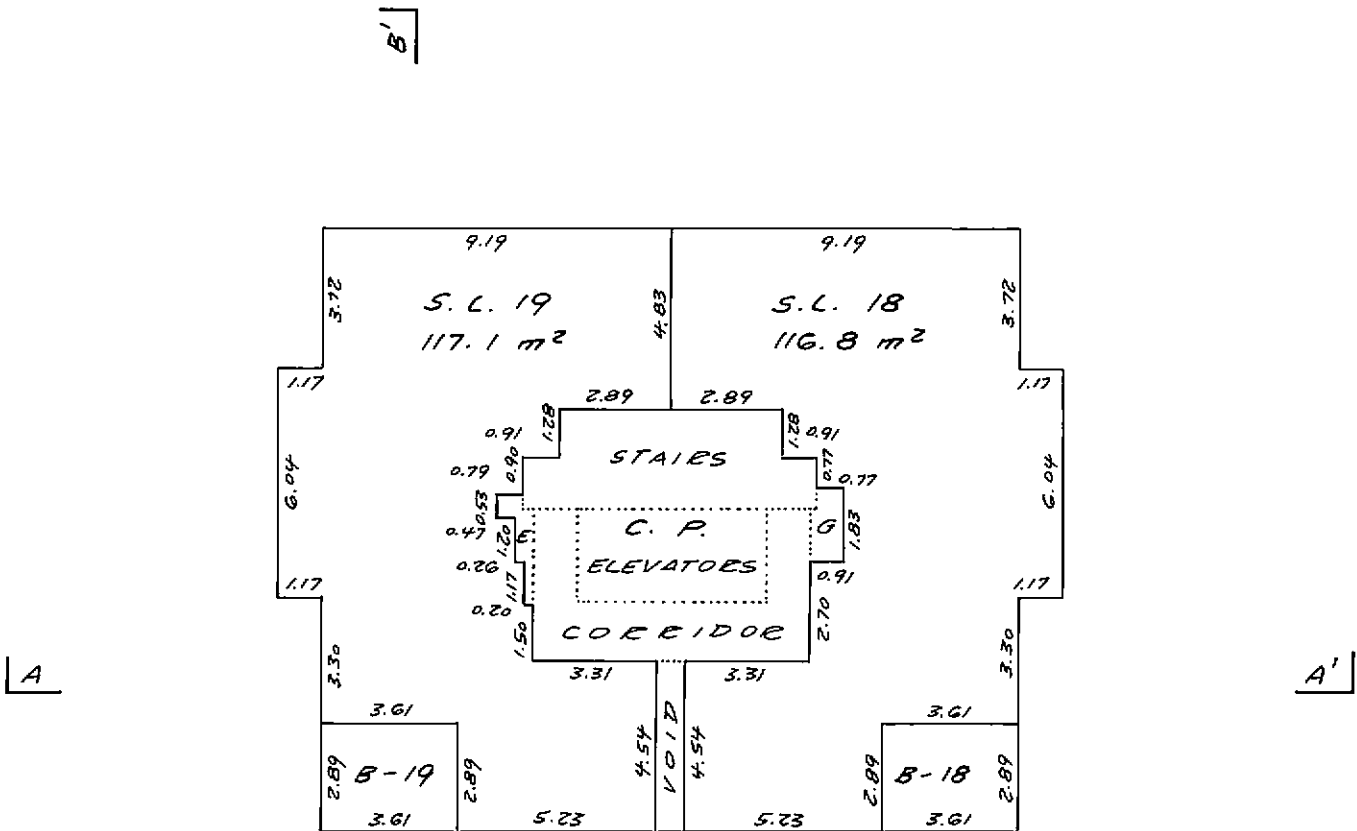 B'
9.19
9.19
3.72
S.L. 19
117.1 m²
4.83
S.L. 18
116.8 m²
3.72
1.17
1.17
2.89
2.89
0.91
1.28
1.28
0.91
STAIRS
0.79
0.90
0.77
0.77
6.04
0.53
0.47
1.20
E
C. P.
G
1.83
6.04
0.26
ELEVATORS
1.17
1.17
0.91
1.17
0.20
1.50
CORRIDOR
2.70
3.31
3.31
A
3.30
3.30
A'
3.61
3.61
4.54
VOID
4.54
2.89
B-19
2.89
2.89
B-18
2.89
3.61
5.23
5.23
3.61